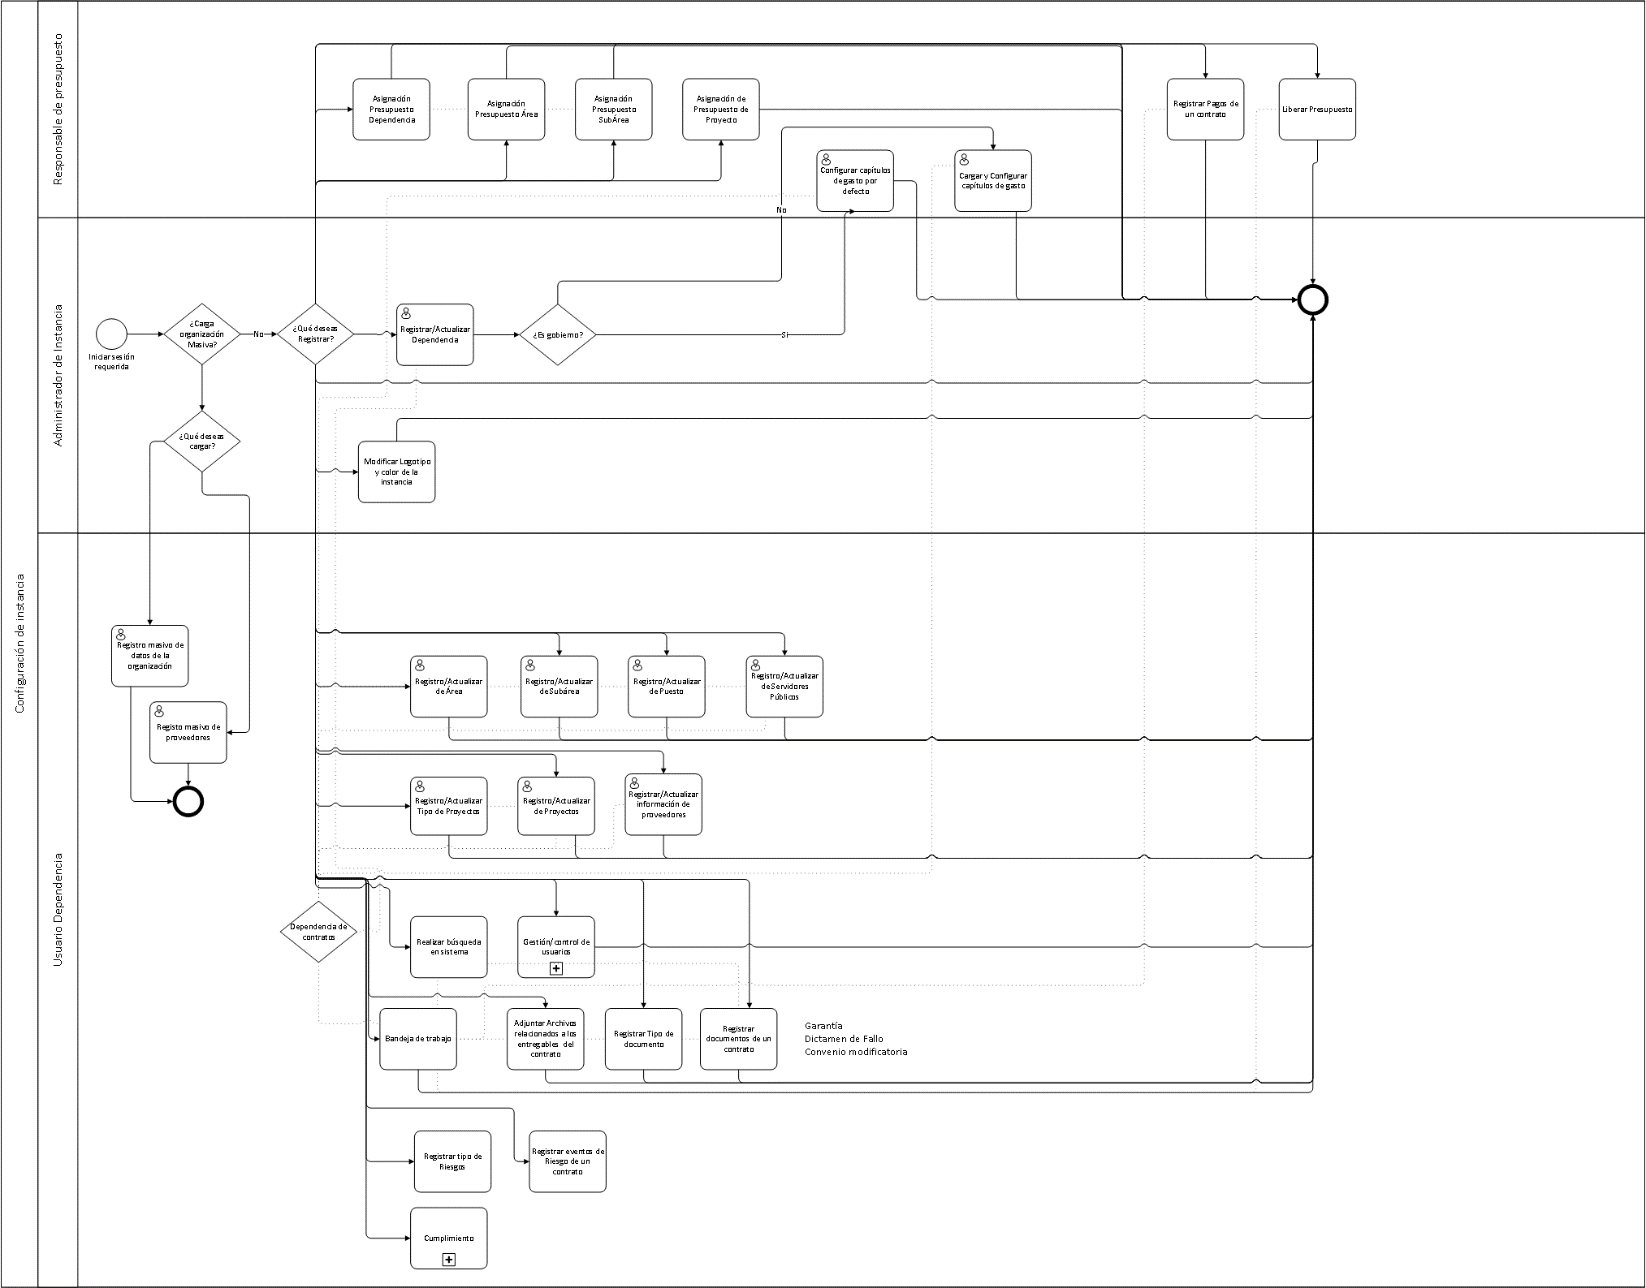 Configuración de instancia
Responsable de presupuesto
Asignación
Presupuesto
Dependencia
Asignación
Presupuesto Área
Asignación
Presupuesto
SubÁrea
Asignación de
Presupuesto de
Proyecto
Registrar Pagos de
un contrato
Liberar Presupuesto
Configurar capítulos
de gasto por
defecto
Cargar y Configurar
capítulos de gasto
No
Administrador de Instancia
Iniciar sesión
requerida
¿Carga
organización
Masiva?
No
¿Qué deseas
Registrar?
Registrar/Actualizar
Dependencia
¿Es gobierno?
Si
¿Qué deseas
cargar?
Modificar Logotipo
y color de la
instancia
Usuario Dependencia
Registro masivo de
datos de la
organización
Registo masivo de
proveedores
Registro/Actualizar
de Área
Registro/Actualizar
de Subárea
Registro/Actualizar
de Puesto
Registro/Actualizar
de Servidores
Públicos
Registro/Actualizar
Tipo de Proyectos
Registro/Actualizar
de Proyectos
Registrar/Actualizar
información de
proveedores
Dependencia de
contratos
Realizar búsqueda
en sistema
Gestión/control de
usuarios
Bandeja de trabajo
Adjuntar Archivos
relacionados a los
entregables del
contrato
Registrar Tipo de
documento
Registrar
documentos de un
contrato
Garantía
Dictamen de Fallo
Convenio modificatoria
Registrar tipo de
Riesgos
Registrar eventos de
Riesgo de un
contrato
Cumplimiento